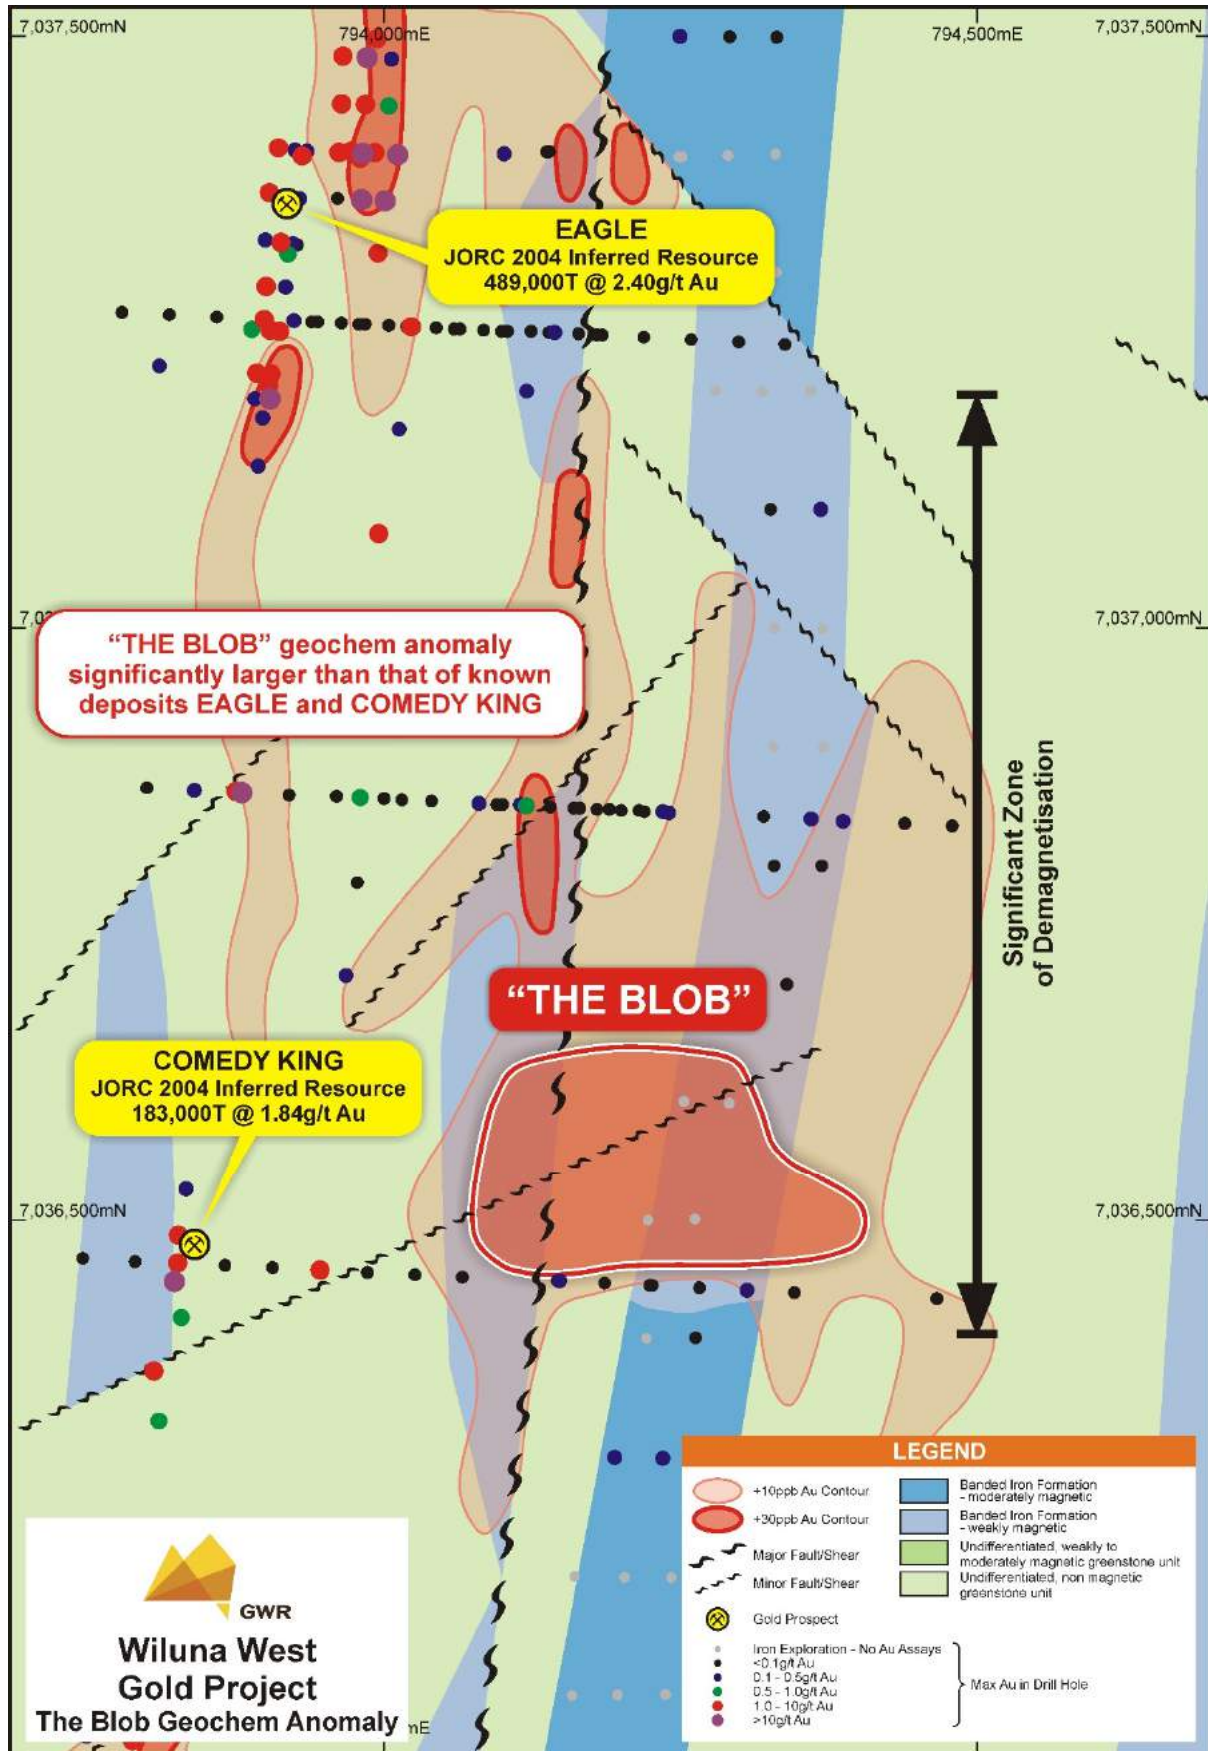 7,037,500mN
794,000mE
794,500mE
7,037,500mN
EAGLE
JORC 2004 Inferred Resource
489,000T @ 2.40g/t Au
7,037,000mN
"THE BLOB" geochem anomaly
significantly larger than that of known
deposits EAGLE and COMEDY KING
Significant Zone
of Demagnetisation
"THE BLOB"
COMEDY KING
JORC 2004 Inferred Resource
183,000T @ 1.84g/t Au
7,036,500mN
7,036,500mN
LEGEND
+10ppb Au Contour
+30ppb Au Contour
Major Fault/Shear
Minor Fault/Shear
Gold Prospect
Banded Iron Formation
- moderately magnetic
Banded Iron Formation
- weakly magnetic
Undifferentiated, weakly to
moderately magnetic greenstone unit
Undifferentiated, non magnetic
greenstone unit
Iron Exploration - No Au Assays
<0.1g/t Au
0.1 - 0.5g/t Au
0.5 - 1.0g/t Au
1.0 - 10g/t Au
>10g/t Au
Max Au in Drill Hole
GWR
Wiluna West
Gold Project
The Blob Geochem Anomaly
mE